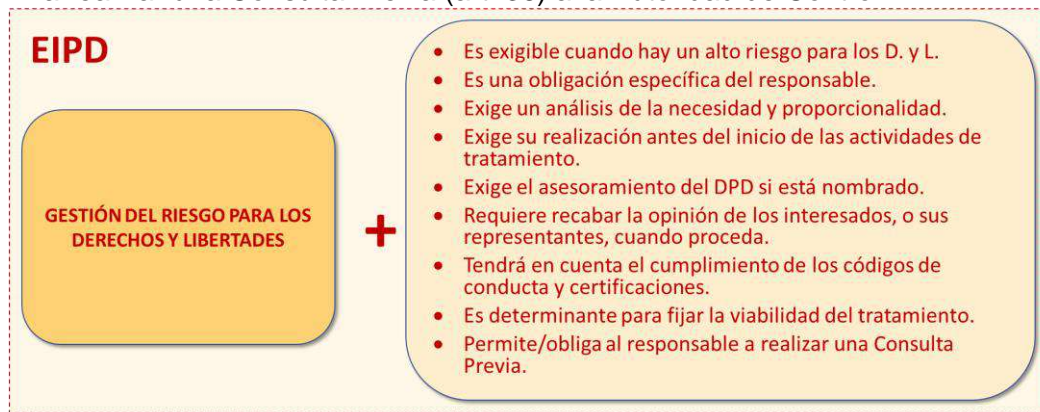 EIPD
GESTIÓN DEL RIESGO PARA LOS
DERECHOS Y LIBERTADES
+
• Es exigible cuando hay un alto riesgo para los D. y L.
• Es una obligación específica del responsable.
• Exige un análisis de la necesidad y proporcionalidad.
• Exige su realización antes del inicio de las actividades de
tratamiento.
• Exige el asesoramiento del DPD si está nombrado.
• Requiere recabar la opinión de los interesados, o sus
representantes, cuando proceda.
• Tendrá en cuenta el cumplimiento de los códigos de
conducta y certificaciones.
• Es determinante para fijar la viabilidad del tratamiento.
• Permite/obliga al responsable a realizar una Consulta
Previa.